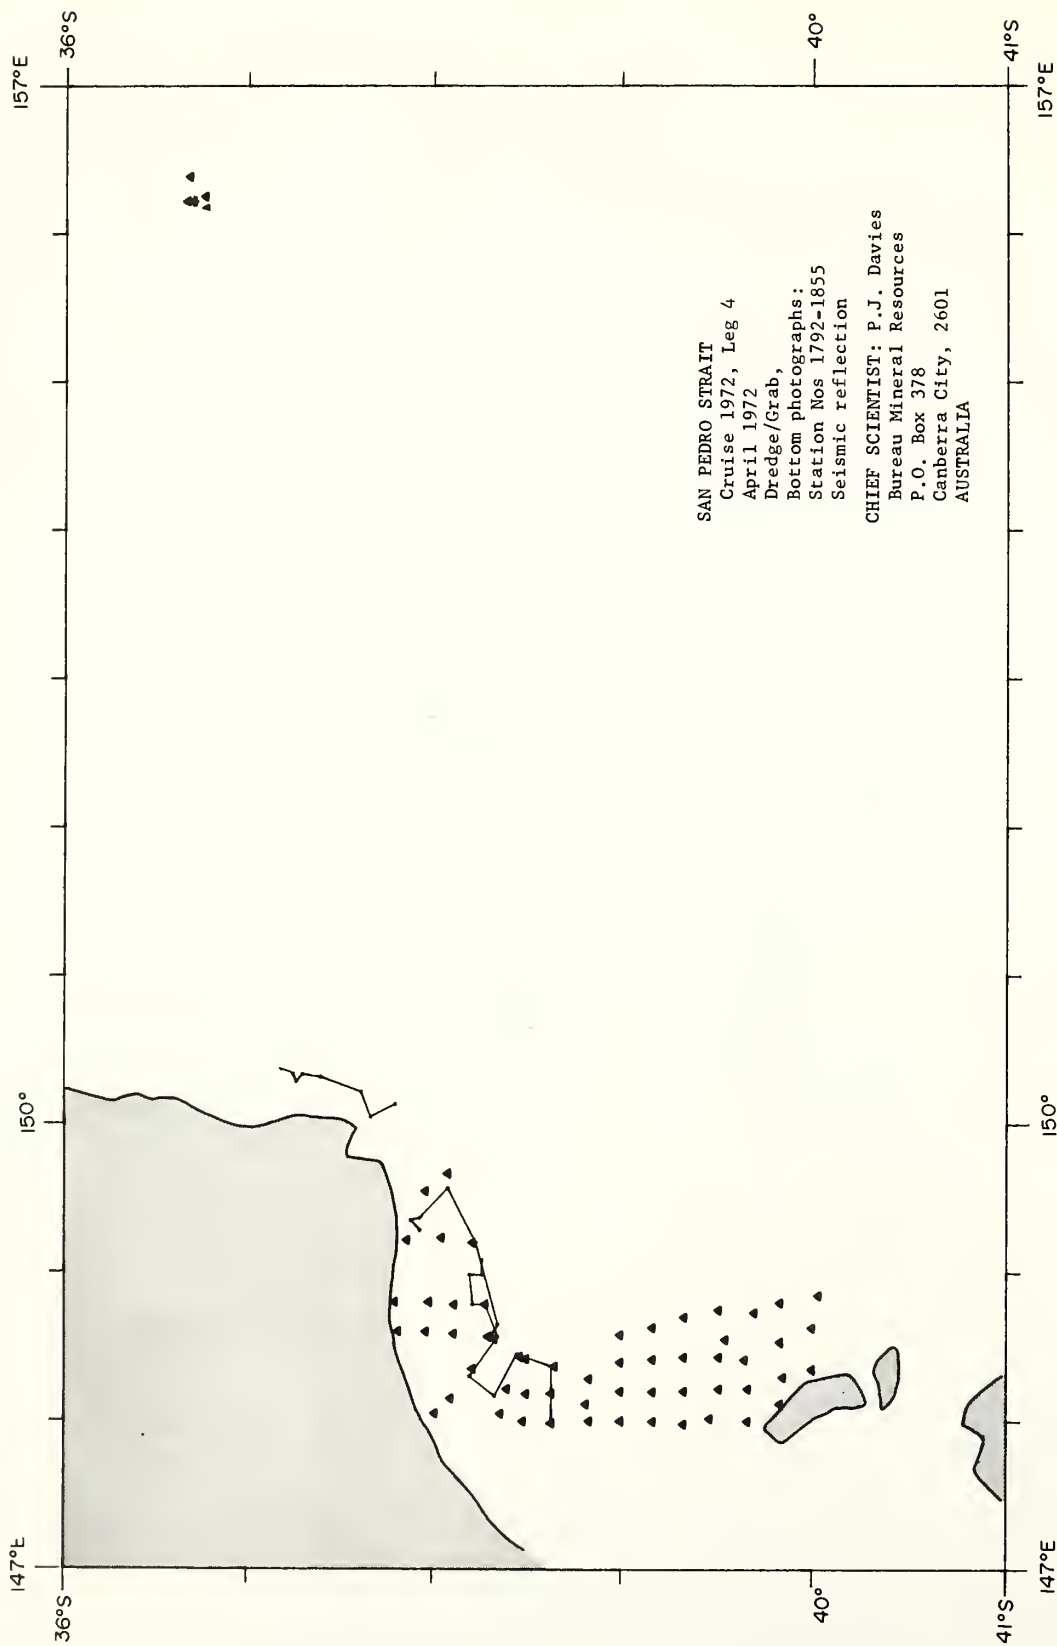 147°E
150°
157°E
36°S
36°S
40°
40°
41°S
41°S
147°E
150°
157°E
SAN PEDRO STRAIT
Cruise 1972, Leg 4
April 1972
Dredge/Grab,
Bottom photographs:
Station Nos 1792-1855
Seismic reflection
CHIEF SCIENTIST: P.J. Davies
Bureau Mineral Resources
P.O. Box 378
Canberra City, 2601
AUSTRALIA